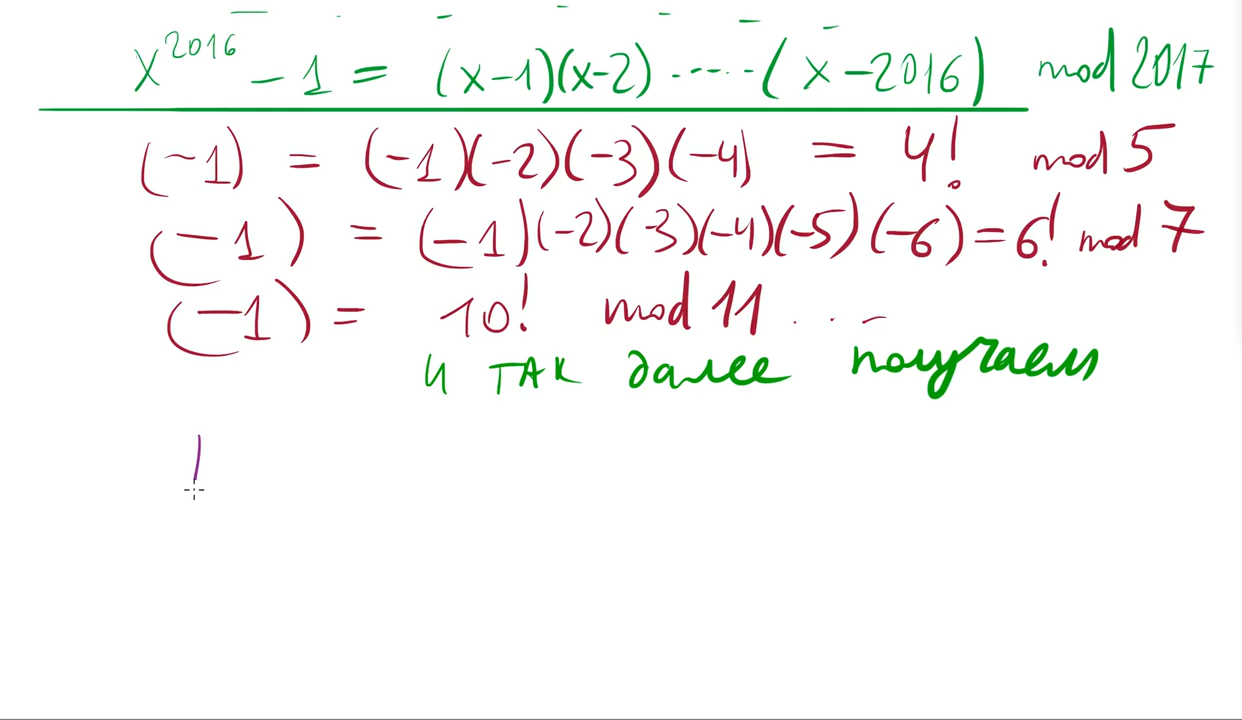 x^2016 - 1 = (x-1)(x-2) ..... (x-2016) mod 2017
(-1) = (-1)(-2)(-3)(-4) = 4! mod 5
(-1) = (-1)(-2)(-3)(-4)(-5)(-6) = 6! mod 7
(-1) = 10! mod 11 ...
и так далее получаем